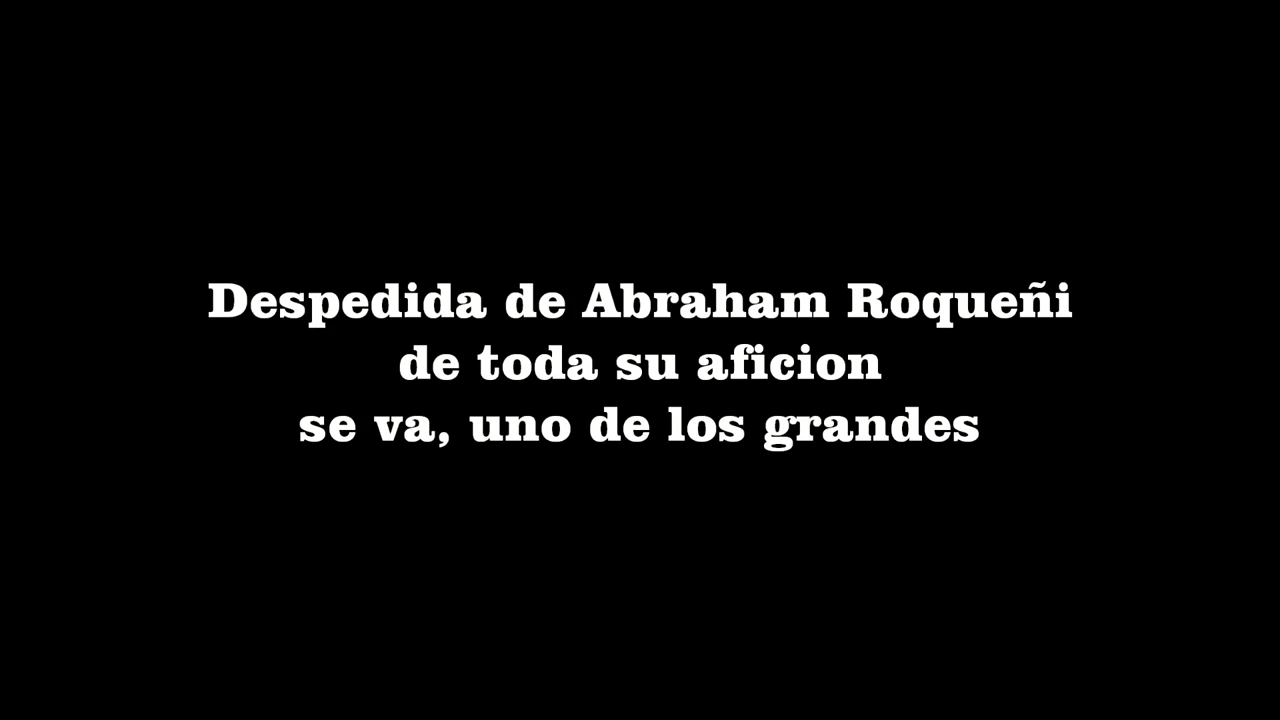 Despedida de Abraham Roqueñi
de toda su aficion
se va, uno de los grandes